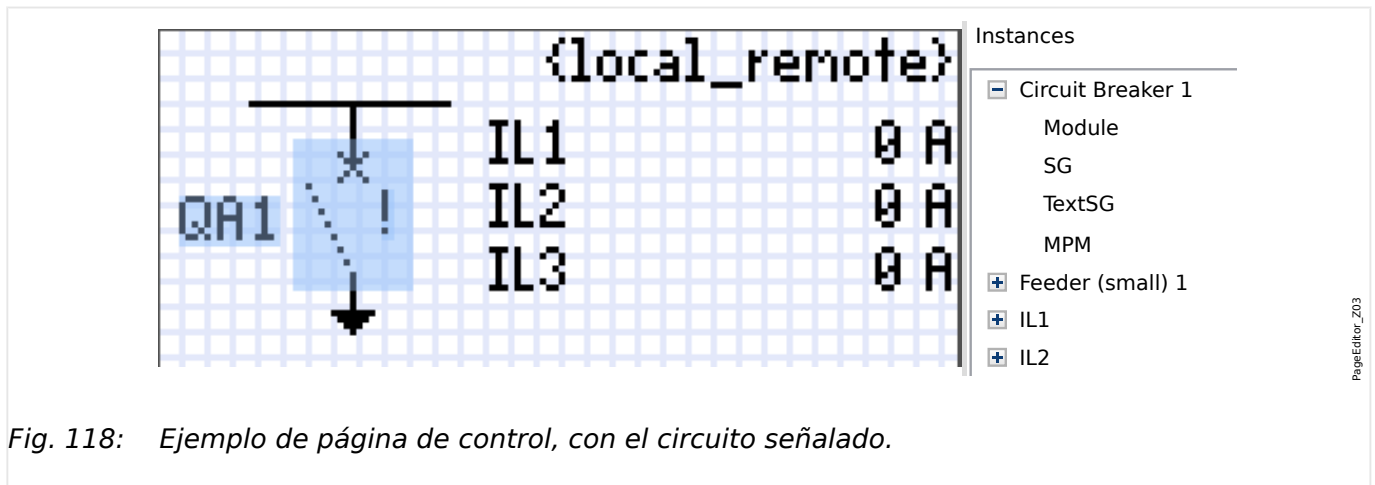 {local_remote}
IL1 0 A
QA1 ! IL2 0 A
IL3 0 A
Instances
Circuit Breaker 1
Module
SG
TextSG
MPM
Feeder (small) 1
IL1
IL2
PageEditor_Z03
Fig. 118: Ejemplo de página de control, con el circuito señalado.